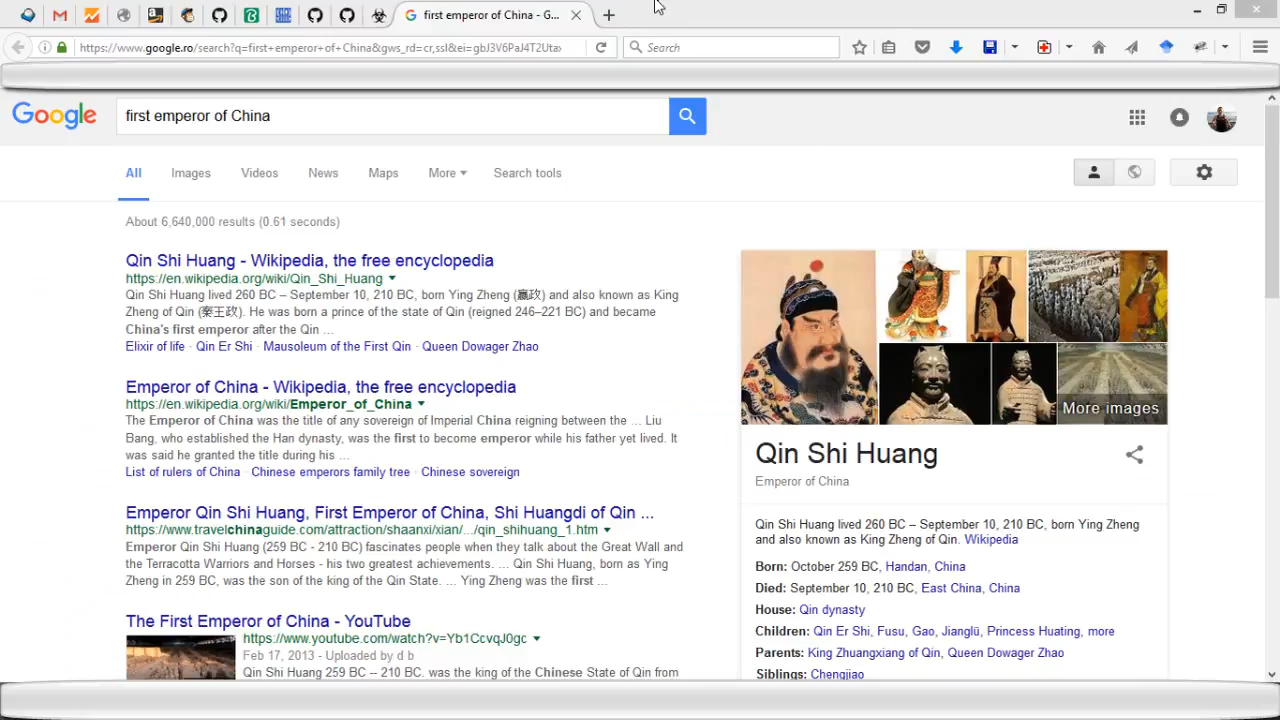 first emperor of China - G...
https://www.google.ro/search?q=first+emperor+of+China&gws_rd=cr,ssl&ei=gbJ3V6PaJ4T2Utax
Search
Google
first emperor of China
All
Images
Videos
News
Maps
More
Search tools
About 6,640,000 results (0.61 seconds)
Qin Shi Huang - Wikipedia, the free encyclopedia
https://en.wikipedia.org/wiki/Qin_Shi_Huang
Qin Shi Huang lived 260 BC – September 10, 210 BC, born Ying Zheng (嬴政) and also known as King
Zheng of Qin (秦王政). He was born a prince of the state of Qin (reigned 246–221 BC) and became
China's first emperor after the Qin ...
Elixir of life · Qin Er Shi · Mausoleum of the First Qin · Queen Dowager Zhao
Emperor of China - Wikipedia, the free encyclopedia
https://en.wikipedia.org/wiki/Emperor_of_China
The Emperor of China was the title of any sovereign of Imperial China reigning between the ... Liu
Bang, who established the Han dynasty, was the first to become emperor while his father yet lived. It
was said he granted the title during his ...
List of rulers of China · Chinese emperors family tree · Chinese sovereign
Emperor Qin Shi Huang, First Emperor of China, Shi Huangdi of Qin ...
https://www.travelchinaguide.com/attraction/shaanxi/xian/.../qin_shihuang_1.htm
Emperor Qin Shi Huang (259 BC - 210 BC) fascinates people when they talk about the Great Wall and
the Terracotta Warriors and Horses - his two greatest achievements. ... Qin Shi Huang, born as Ying
Zheng in 259 BC, was the son of the king of the Qin State. ... Ying Zheng was the first ...
The First Emperor of China - YouTube
https://www.youtube.com/watch?v=Yb1CcvqJ0gc
Feb 17, 2013 - Uploaded by d b
Qin Shi Huang 259 BC -- 210 BC. was the king of the Chinese State of Qin from
More images
Qin Shi Huang
Emperor of China
Qin Shi Huang lived 260 BC – September 10, 210 BC, born Ying Zheng
and also known as King Zheng of Qin. Wikipedia
Born: October 259 BC, Handan, China
Died: September 10, 210 BC, East China, China
House: Qin dynasty
Children: Qin Er Shi, Fusu, Gao, Jianglü, Princess Huating, more
Parents: King Zhuangxiang of Qin, Queen Dowager Zhao
Siblings: Chengjiao